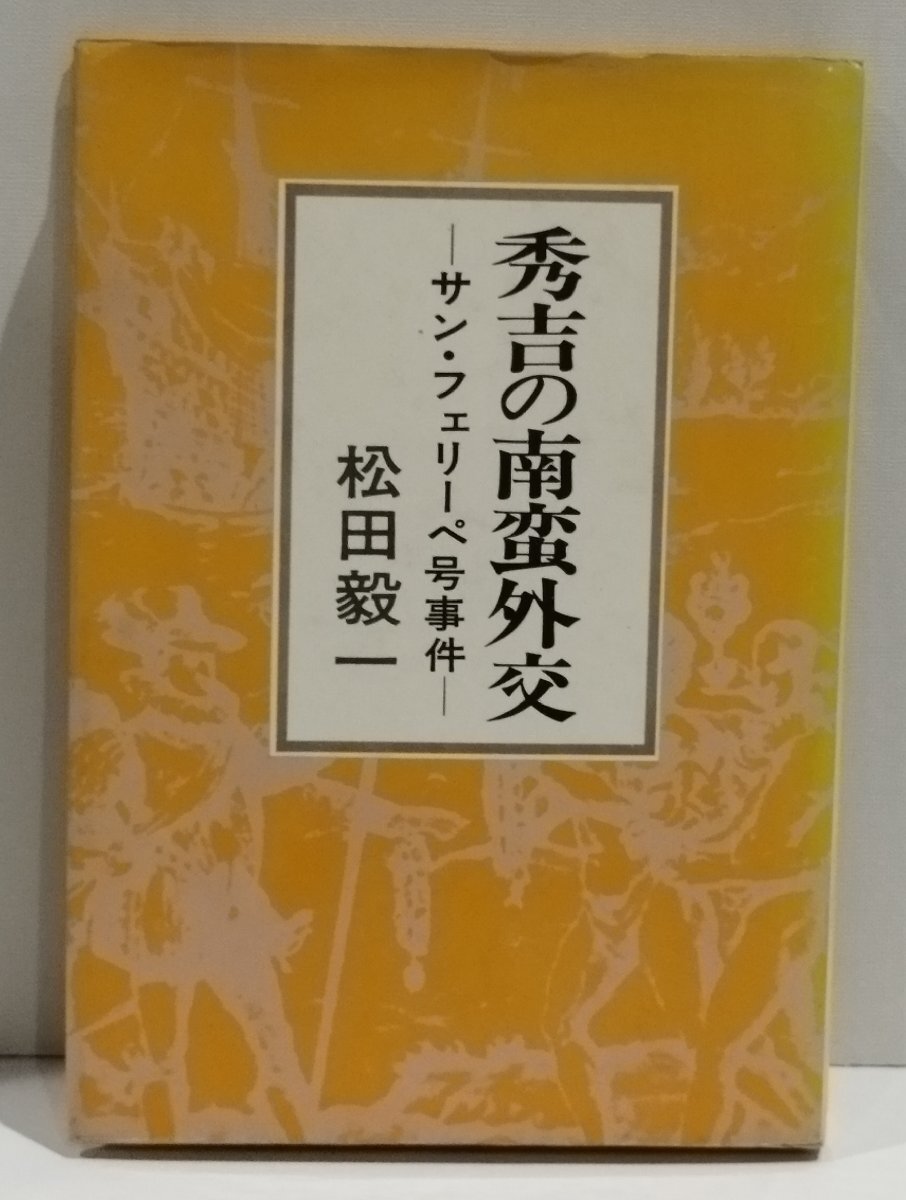 秀吉の南蛮外交
―サン・フェリーペ号事件―
松田毅一